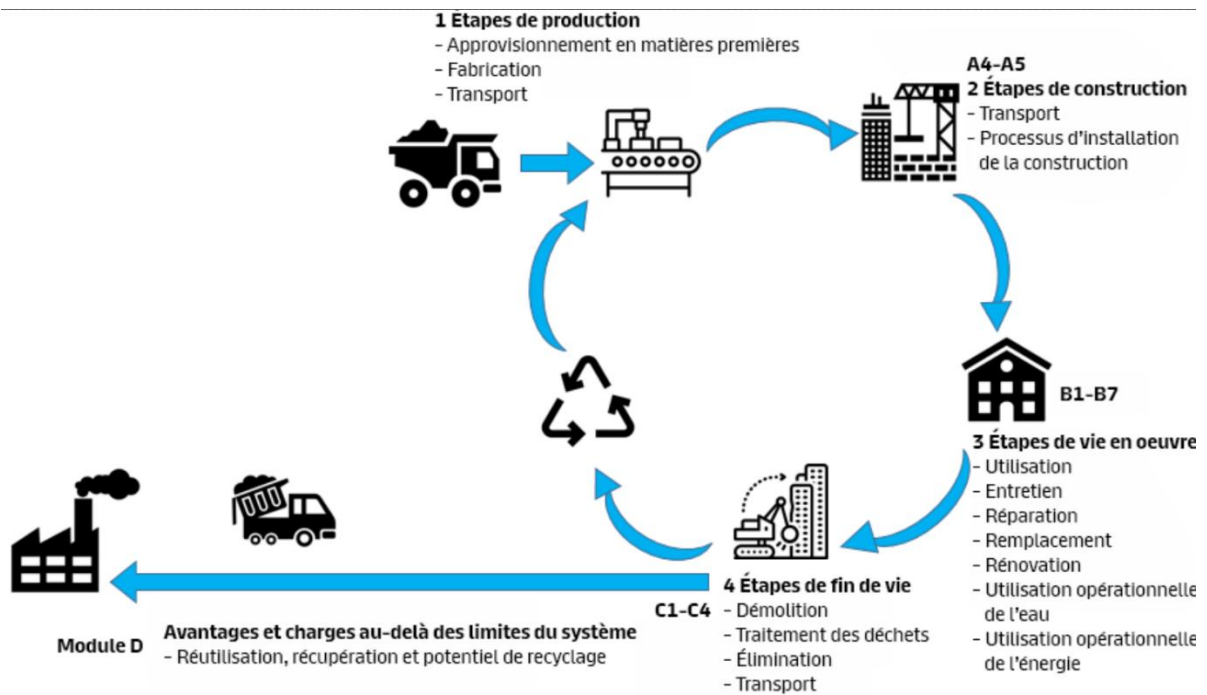 1 Étapes de production
- Approvisionnement en matières premières
- Fabrication
- Transport
A4-A5
2 Étapes de construction
- Transport
- Processus d'installation
de la construction
B1-B7
3 Étapes de vie en oeuvre
- Utilisation
- Entretien
- Réparation
- Remplacement
- Rénovation
- Utilisation opérationnelle
de l'eau
- Utilisation opérationnelle
de l'énergie
C1-C4
4 Étapes de fin de vie
- Démolition
- Traitement des déchets
- Élimination
- Transport
Module D
Avantages et charges au-delà des limites du système
- Réutilisation, récupération et potentiel de recyclage